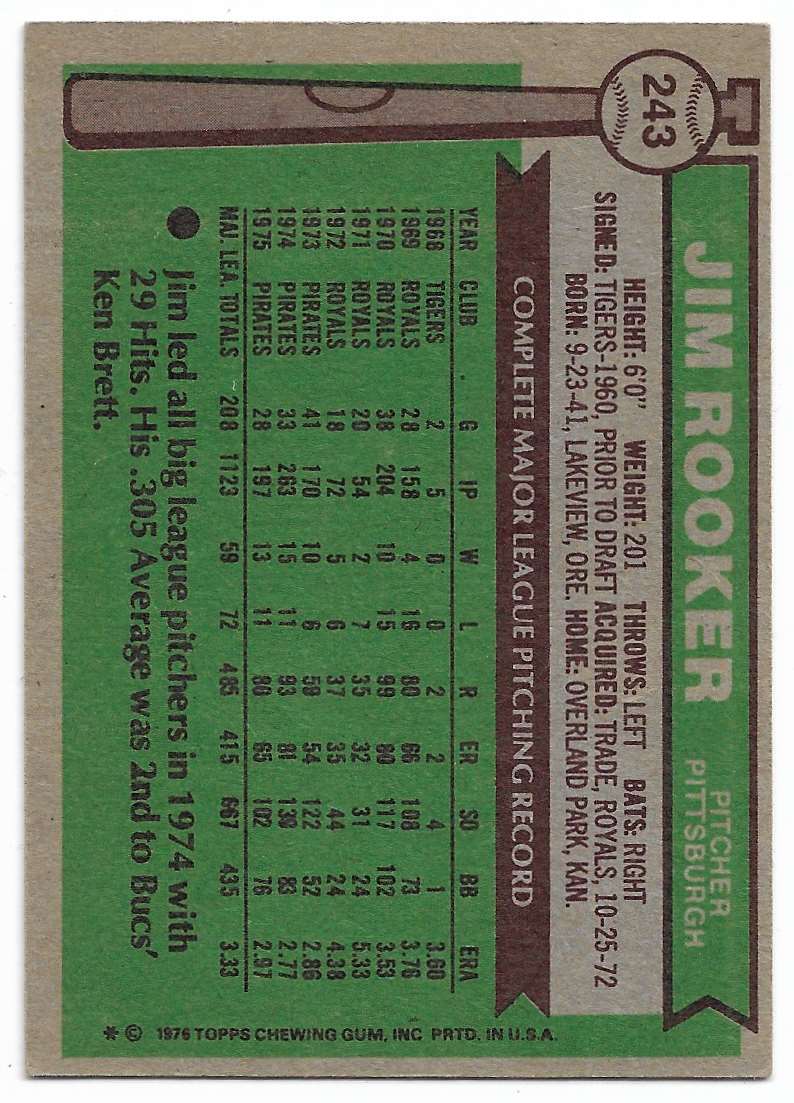 243
JIM ROOKER
PITCHER
PITTSBURGH
HEIGHT: 6'0" WEIGHT: 201 THROWS: LEFT BATS: RIGHT
SIGNED: TIGERS-1960, PRIOR TO DRAFT ACQUIRED: TRADE, ROYALS, 10-25-72
BORN: 9-23-41, LAKEVIEW, ORE. HOME: OVERLAND PARK, KAN.
COMPLETE MAJOR LEAGUE PITCHING RECORD
YEAR CLUB G IP W L R ER SO BB ERA
1968 TIGERS 2 5 0 0 2 2 4 1 3.60
1969 ROYALS 28 158 4 16 80 66 108 73 3.76
1970 ROYALS 38 204 10 15 99 80 117 102 3.53
1971 ROYALS 20 54 2 7 35 32 31 24 5.33
1972 ROYALS 18 72 5 6 37 35 44 24 4.38
1973 PIRATES 41 170 10 6 59 54 122 52 2.86
1974 PIRATES 33 263 15 11 93 81 139 83 2.77
1975 PIRATES 28 197 13 11 80 65 102 76 2.97
MAJ. LEA. TOTALS 208 1123 59 72 485 415 667 435 3.33
● Jim led all big league pitchers in 1974 with
29 Hits. His .305 Average was 2nd to Bucs'
Ken Brett.
* © 1976 TOPPS CHEWING GUM, INC PRTD. IN U.S.A.